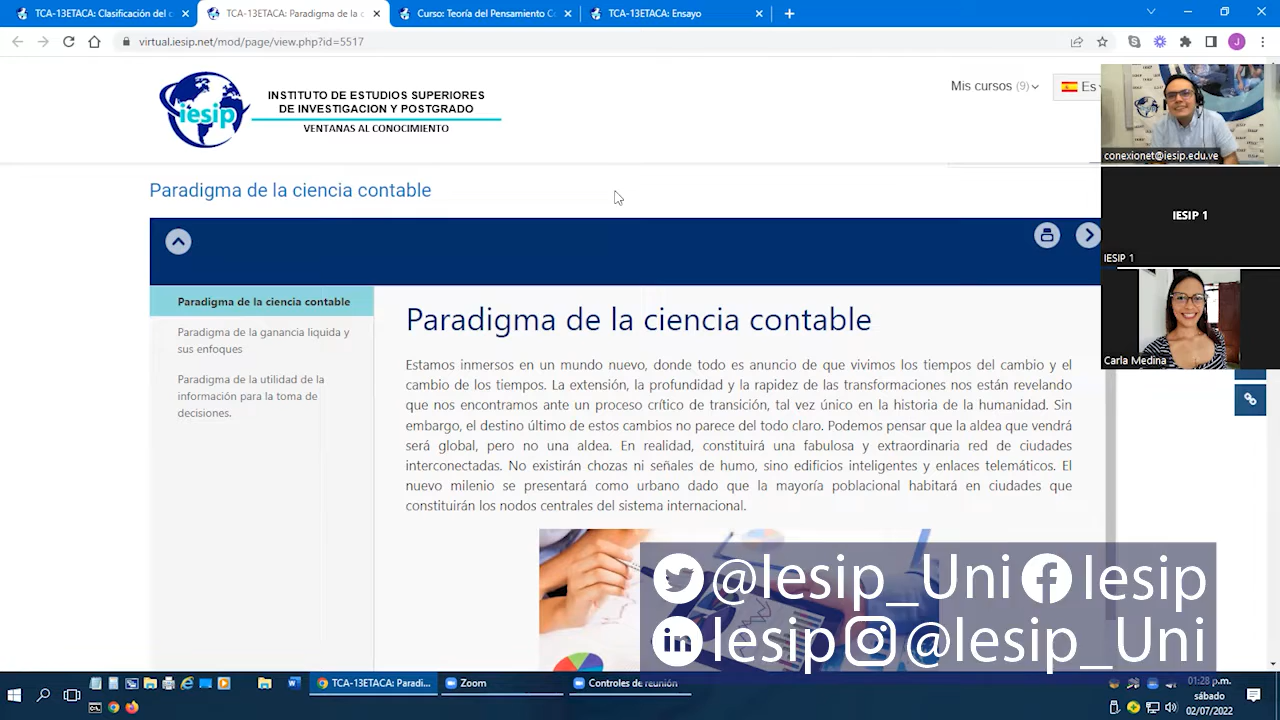 TCA-13ETACA: Clasificación del c
TCA-13ETACA: Paradigma de la c
Curso: Teoría del Pensamiento Co
TCA-13ETACA: Ensayo
virtual.iesip.net/mod/page/view.php?id=5517
iesip
INSTITUTO DE ESTUDIOS SUPERIORES
DE INVESTIGACION Y POSTGRADO
VENTANAS AL CONOCIMIENTO
Mis cursos (9)
Es
J
conexionet@iesip.edu.ve
IESIP 1
IESIP 1
Carla Medina
Paradigma de la ciencia contable
Paradigma de la ciencia contable
Paradigma de la ganancia liquida y
sus enfoques
Paradigma de la utilidad de la
información para la toma de
decisiones.
Paradigma de la ciencia contable
Estamos inmersos en un mundo nuevo, donde todo es anuncio de que vivimos los tiempos del cambio y el
cambio de los tiempos. La extensión, la profundidad y la rapidez de las transformaciones nos están revelando
que nos encontramos ante un proceso crítico de transición, tal vez único en la historia de la humanidad. Sin
embargo, el destino último de estos cambios no parece del todo claro. Podemos pensar que la aldea que vendrá
será global, pero no una aldea. En realidad, constituirá una fabulosa y extraordinaria red de ciudades
interconectadas. No existirán chozas ni señales de humo, sino edificios inteligentes y enlaces telemáticos. El
nuevo milenio se presentará como urbano dado que la mayoría poblacional habitará en ciudades que
constituirán los nodos centrales del sistema internacional.
@Iesip_Uni Iesip
Iesip @Iesip_Uni
TCA-13ETACA: Paradi...
Zoom
Controles de reunión
01:28 p.m.
sábado
02/07/2022